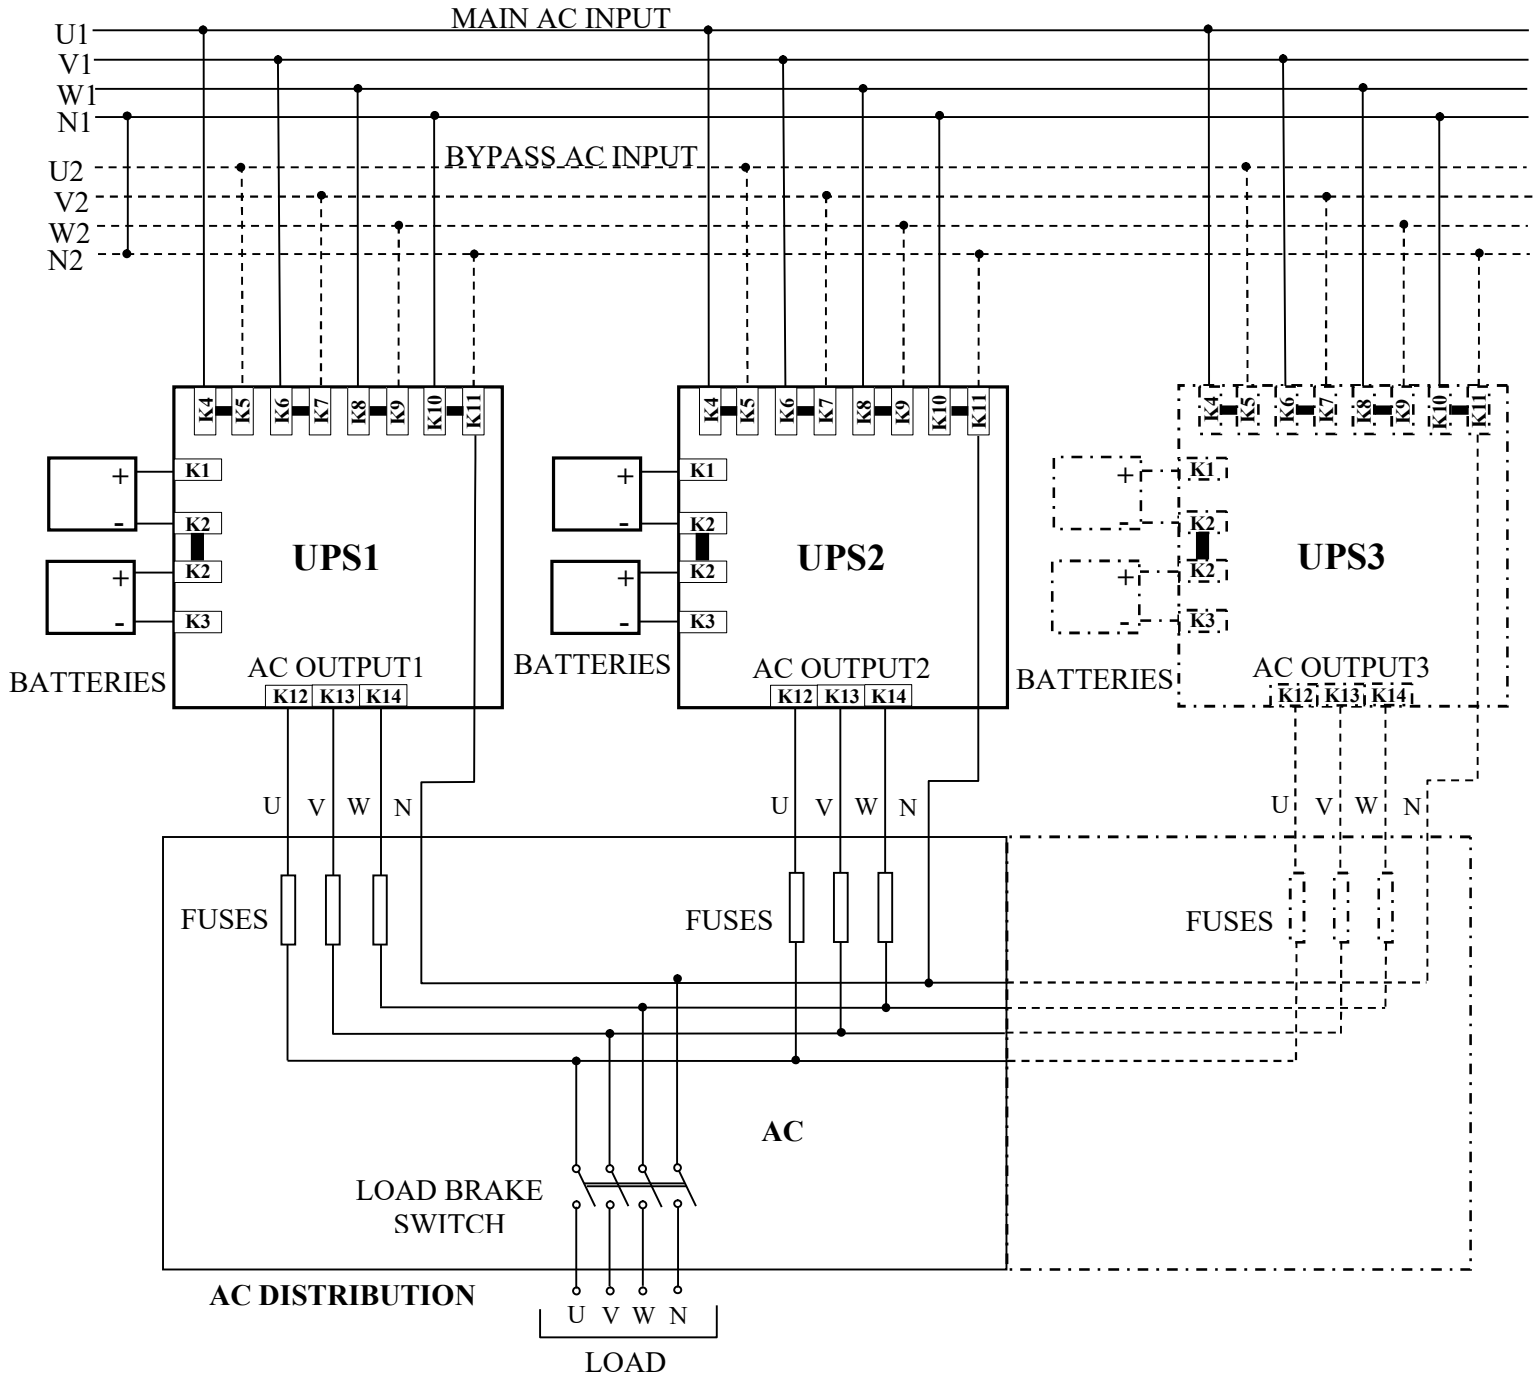 MAIN AC INPUT
U1
V1
W1
N1
BYPASS AC INPUT
U2
V2
W2
N2
K4 K5 K6 K7 K8 K9 K10 K11
K4 K5 K6 K7 K8 K9 K10 K11
K4 K5 K6 K7 K8 K9 K10 K11
+ K1
- K2
UPS1
+ K2
- K3
BATTERIES
AC OUTPUT1
K12 K13 K14
+ K1
- K2
UPS2
+ K2
- K3
BATTERIES
AC OUTPUT2
K12 K13 K14
+ K1
- K2
UPS3
+ K2
- K3
BATTERIES
AC OUTPUT3
K12 K13 K14
U V W N
U V W N
U V W N
FUSES
FUSES
FUSES
AC
LOAD BRAKE
SWITCH
AC DISTRIBUTION
U V W N
LOAD